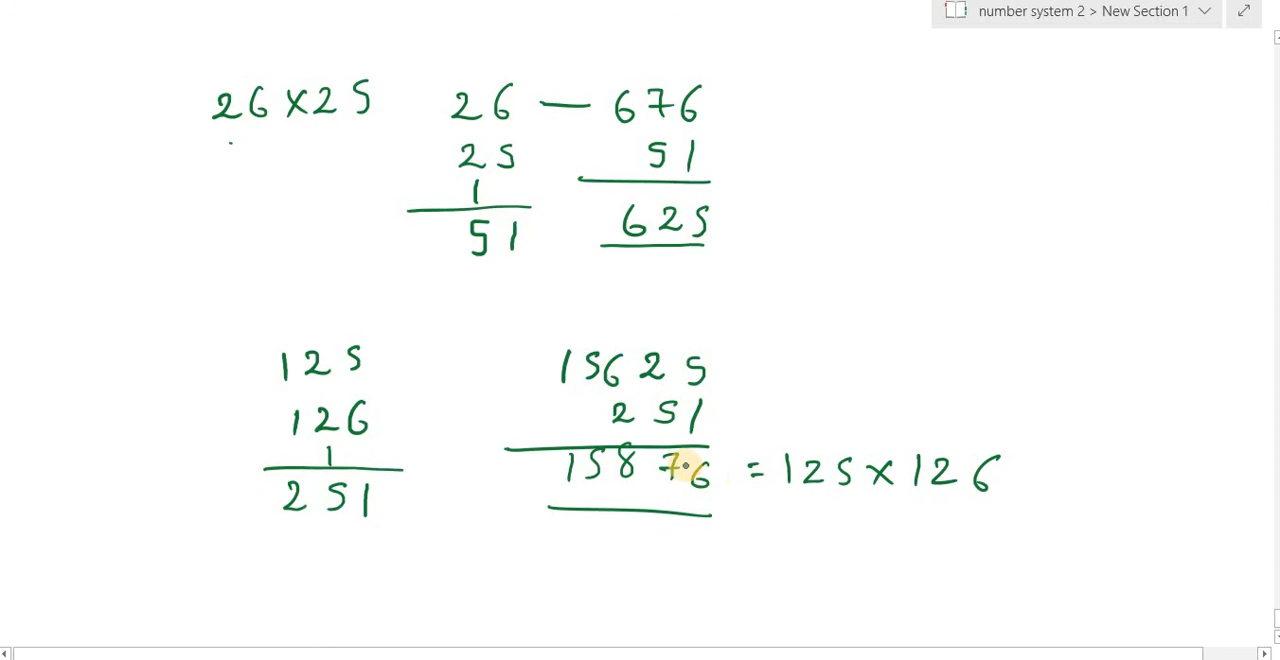 number system 2 > New Section 1
26 x 25 26 — 676
25 51
1
51 625
125 15625
126 251
1
251 15876 = 125 x 126